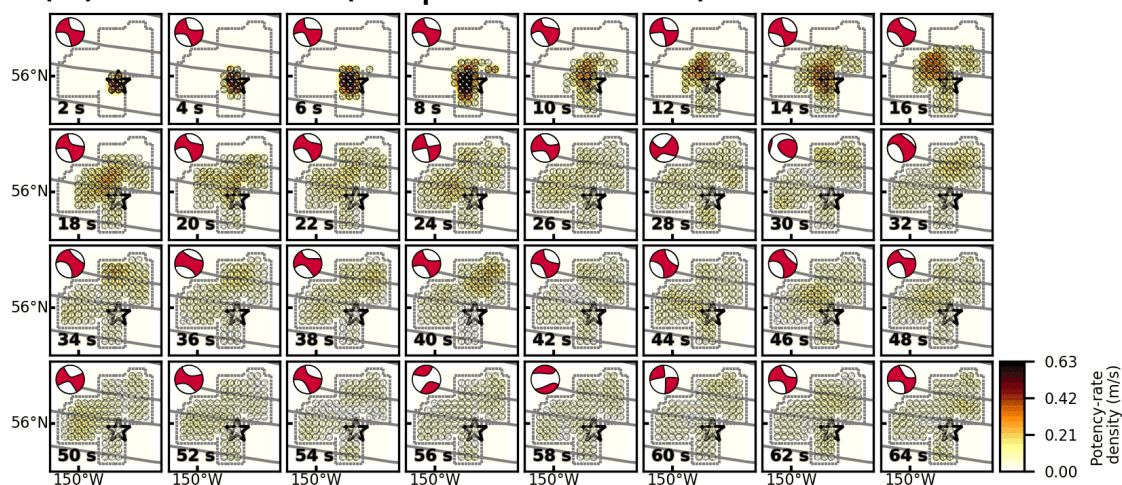 56°N
2 s 4 s 6 s 8 s 10 s 12 s 14 s 16 s
56°N
18 s 20 s 22 s 24 s 26 s 28 s 30 s 32 s
56°N
34 s 36 s 38 s 40 s 42 s 44 s 46 s 48 s
56°N
50 s 52 s 54 s 56 s 58 s 60 s 62 s 64 s
150°W 150°W 150°W 150°W 150°W 150°W 150°W 150°W
0.63
0.42
0.21
0.00
Potency-rate
density (m/s)